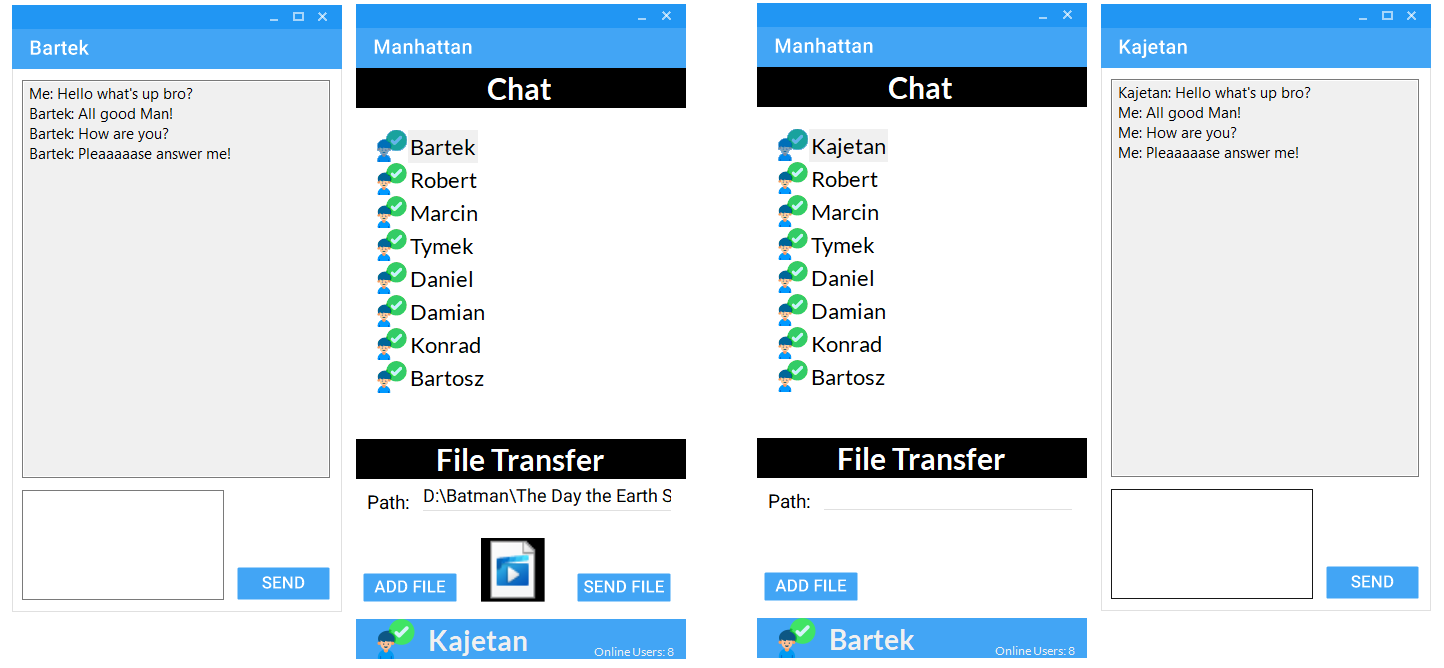 Bartek
Me: Hello what's up bro?
Bartek: All good Man!
Bartek: How are you?
Bartek: Pleaaaaase answer me!
SEND
Manhattan
Chat
Bartek
Robert
Marcin
Tymek
Daniel
Damian
Konrad
Bartosz
File Transfer
Path: D:\Batman\The Day the Earth S
ADD FILE
SEND FILE
Kajetan
Online Users: 8
Manhattan
Chat
Kajetan
Robert
Marcin
Tymek
Daniel
Damian
Konrad
Bartosz
File Transfer
Path:
ADD FILE
Bartek
Online Users: 8
Kajetan
Kajetan: Hello what's up bro?
Me: All good Man!
Me: How are you?
Me: Pleaaaaase answer me!
SEND